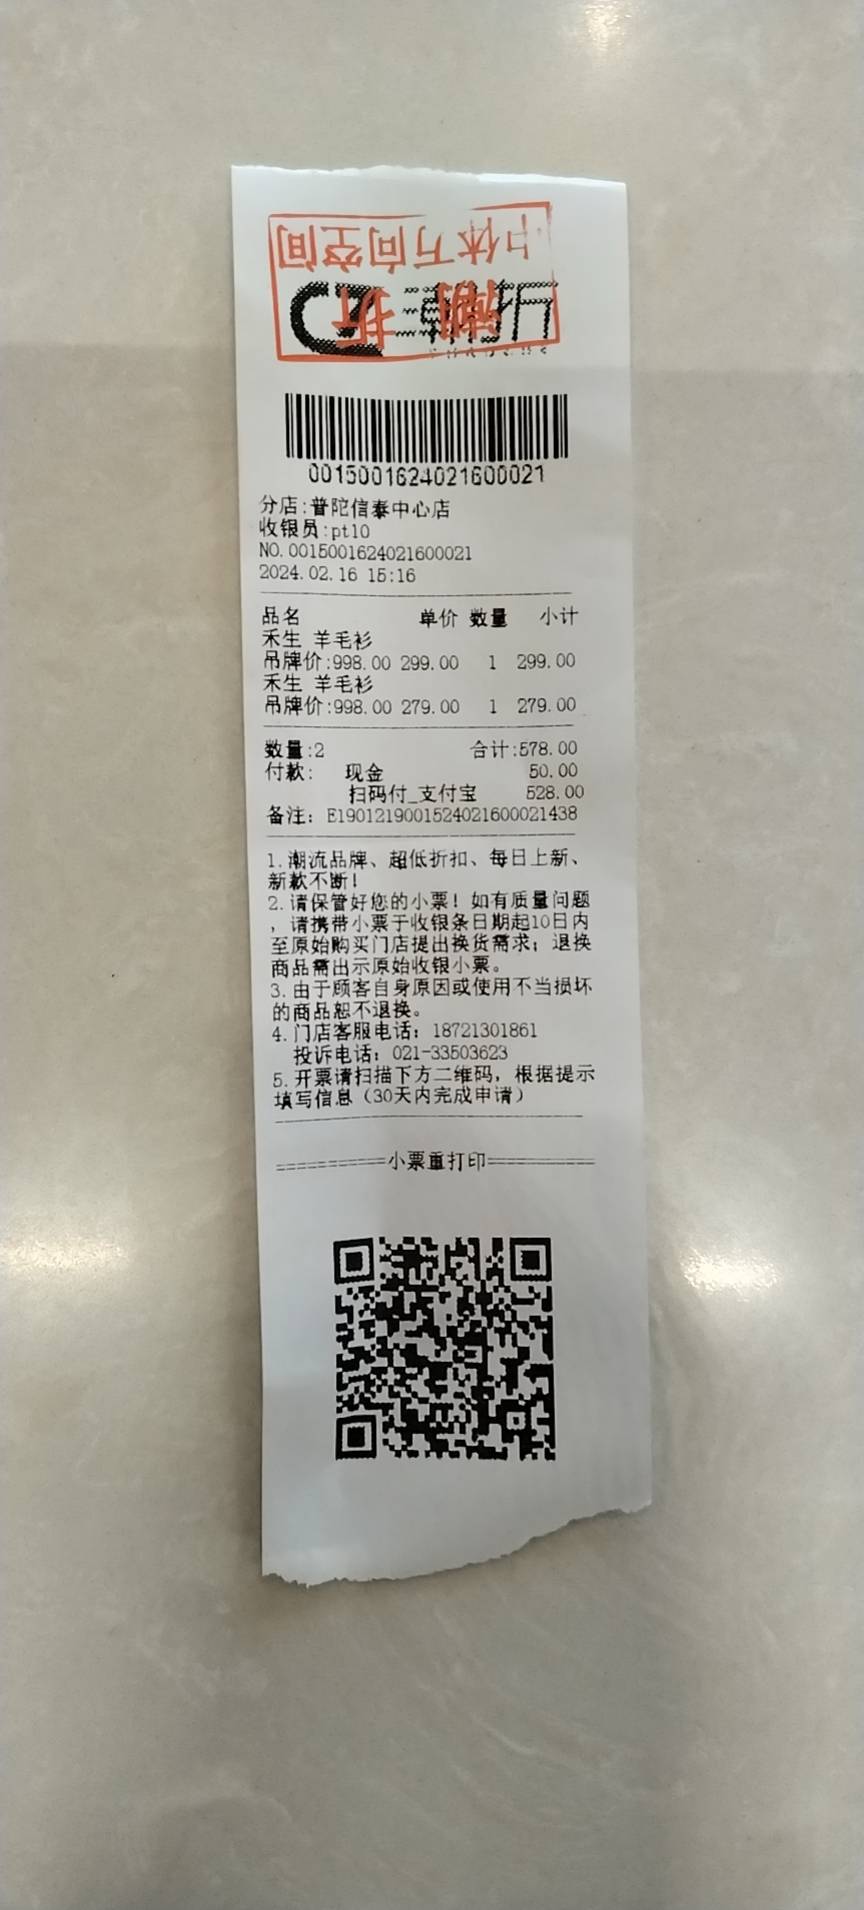 中体万向空间
潮折
0015001624021600021
分店:普陀信泰中心店
收银员:pt10
NO.0015001624021600021
2024.02.16 15:16
品名 单价 数量 小计
禾生 羊毛衫
吊牌价:998.00 299.00 1 299.00
禾生 羊毛衫
吊牌价:998.00 279.00 1 279.00
数量:2 合计:578.00
付款: 现金 50.00
扫码付_支付宝 528.00
备注: E1901219001524021600021438
1.潮流品牌、超低折扣、每日上新、
新款不断!
2.请保管好您的小票!如有质量问题
,请携带小票于收银条日期起10日内
至原始购买门店提出换货需求;退换
商品需出示原始收银小票。
3.由于顾客自身原因或使用不当损坏
的商品恕不退换。
4.门店客服电话: 18721301861
投诉电话: 021-33503623
5.开票请扫描下方二维码,根据提示
填写信息(30天内完成申请)
===========小票重打印===========